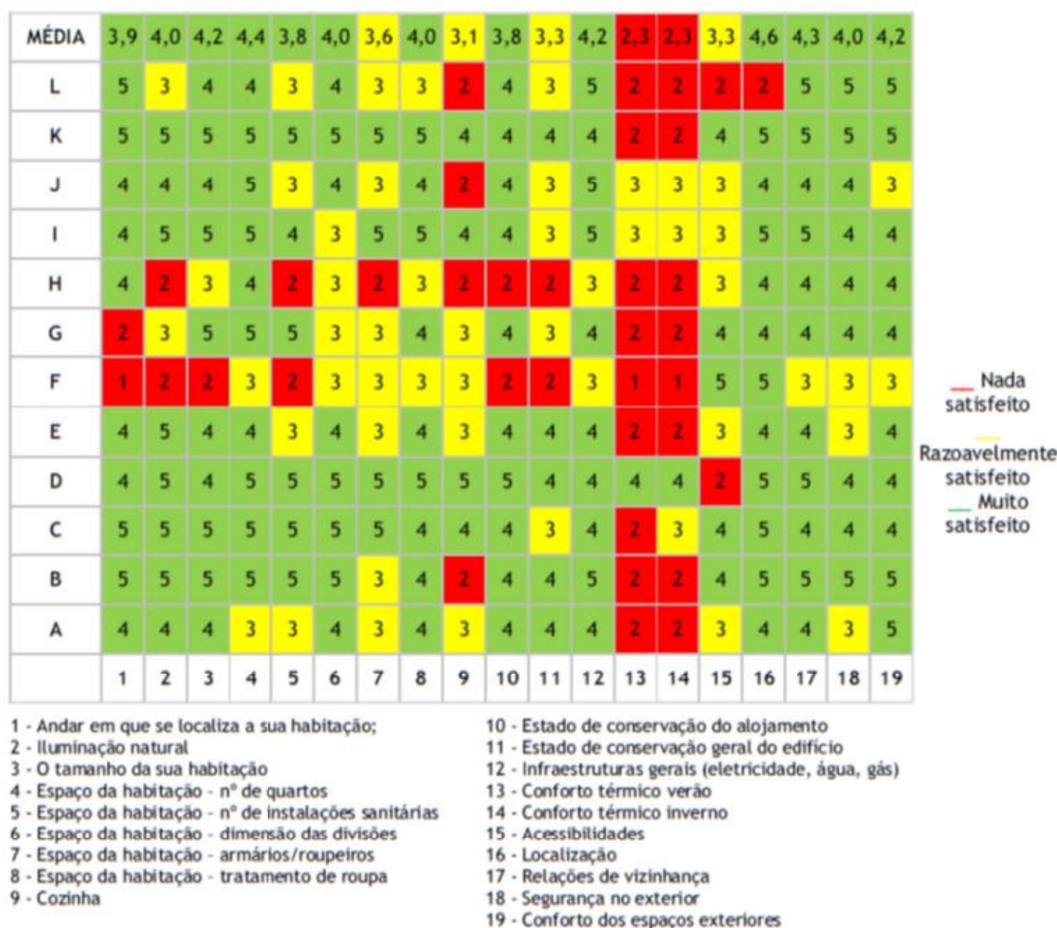 MÉDIA 3,9 4,0 4,2 4,4 3,8 4,0 3,6 4,0 3,1 3,8 3,3 4,2 2,3 2,3 3,3 4,6 4,3 4,0 4,2
L 5 3 4 4 3 4 3 3 2 4 3 5 2 2 2 2 5 5 5
K 5 5 5 5 5 5 5 5 4 4 4 4 2 2 4 5 5 5 5
J 4 4 4 5 3 4 3 4 2 4 3 5 3 3 3 4 4 4 3
I 4 5 5 5 4 3 5 5 4 4 3 5 3 3 3 5 5 4 4
H 4 2 3 4 2 3 2 3 2 2 2 3 2 2 3 4 4 4 4
G 2 3 5 5 5 3 3 4 3 4 3 4 2 2 4 4 4 4 4
F 1 2 2 3 2 3 3 3 3 2 2 3 1 1 5 5 3 3 3
E 4 5 4 4 3 4 3 4 3 4 4 4 2 2 3 4 4 3 4
D 4 5 4 5 5 5 5 5 5 5 4 4 4 4 2 5 5 4 4
C 5 5 5 5 5 5 5 4 4 4 3 4 2 3 4 5 4 4 4
B 5 5 5 5 5 5 3 4 2 4 4 5 2 2 4 5 5 5 5
A 4 4 4 3 3 4 3 4 3 4 4 4 2 2 3 4 4 3 5
1 2 3 4 5 6 7 8 9 10 11 12 13 14 15 16 17 18 19
Nada
satisfeito
Razoavelmente
satisfeito
Muito
satisfeito
1 - Andar em que se localiza a sua habitação;
2 - Iluminação natural
3 - O tamanho da sua habitação
4 - Espaço da habitação - nº de quartos
5 - Espaço da habitação - nº de instalações sanitárias
6 - Espaço da habitação - dimensão das divisões
7 - Espaço da habitação - armários/roupeiros
8 - Espaço da habitação - tratamento de roupa
9 - Cozinha
10 - Estado de conservação do alojamento
11 - Estado de conservação geral do edifício
12 - Infraestruturas gerais (eletricidade, água, gás)
13 - Conforto térmico verão
14 - Conforto térmico inverno
15 - Acessibilidades
16 - Localização
17 - Relações de vizinhança
18 - Segurança no exterior
19 - Conforto dos espaços exteriores